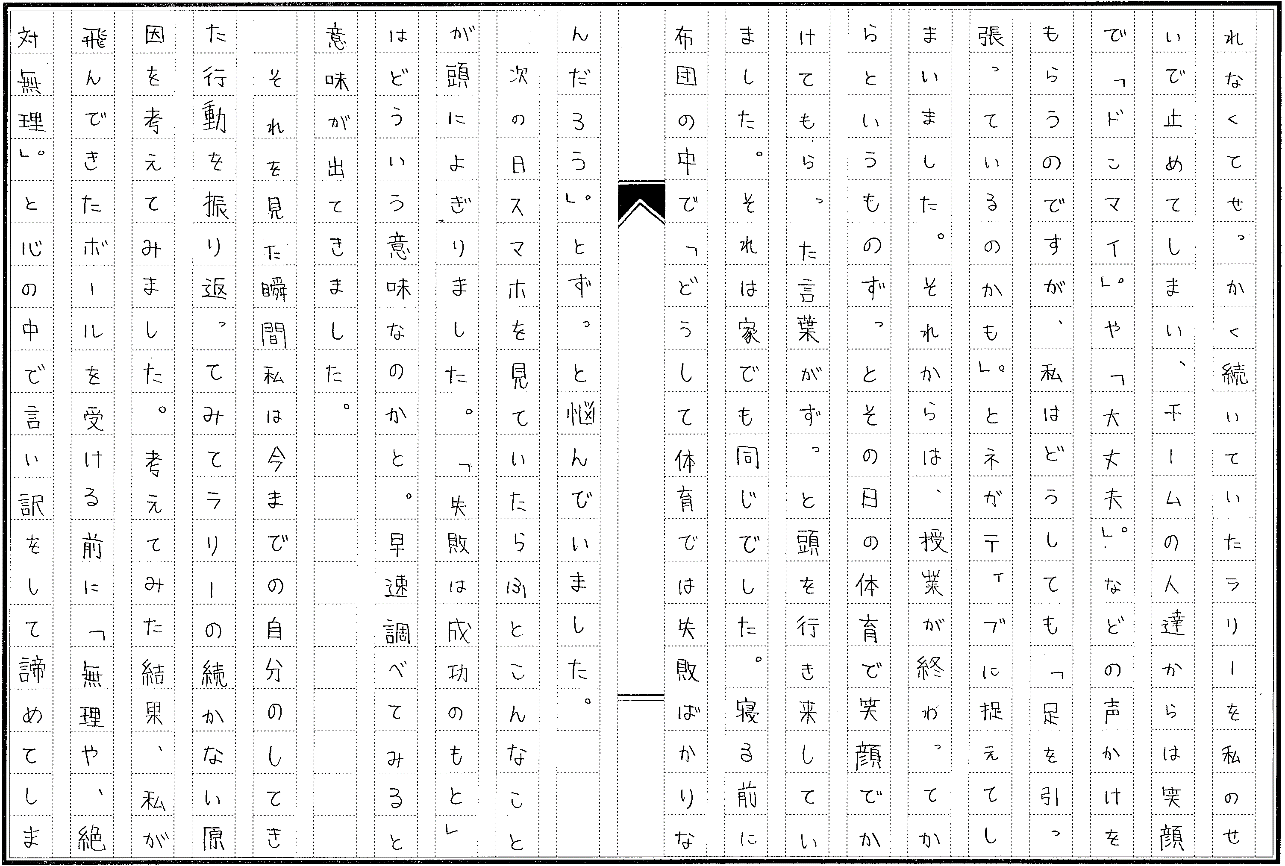 れなくてせっかく続いていたラリーを私のせ
いで止めてしまい、チームの人達からは笑顔
で「ドンマイ」。や「大丈夫」。などの声かけを
もらうのですが、私はどうしても「足を引っ
張っているのかも」。とネガティブに捉えてし
まいました。それからは、授業が終わってか
らというものずっとその日の体育で笑顔でか
けてもらった言葉がずっと頭を行き来してい
ました。それは家でも同じでした。寝る前に
布団の中で「どうして体育では失敗ばかりな
んだろう」。とずっと悩んでいました。
次の日スマホを見ていたらふとこんなこと
が頭によぎりました。「失敗は成功のもと」
はどういう意味なのかと。早速調べてみると
意味が出てきました。
それを見た瞬間私は今までの自分のしてき
た行動を振り返ってみてラリーの続かない原
因を考えてみました。考えてみた結果、私が
飛んできたボールを受ける前に「無理や、絶
対無理」。と心の中で言い訳をして諦めてしま